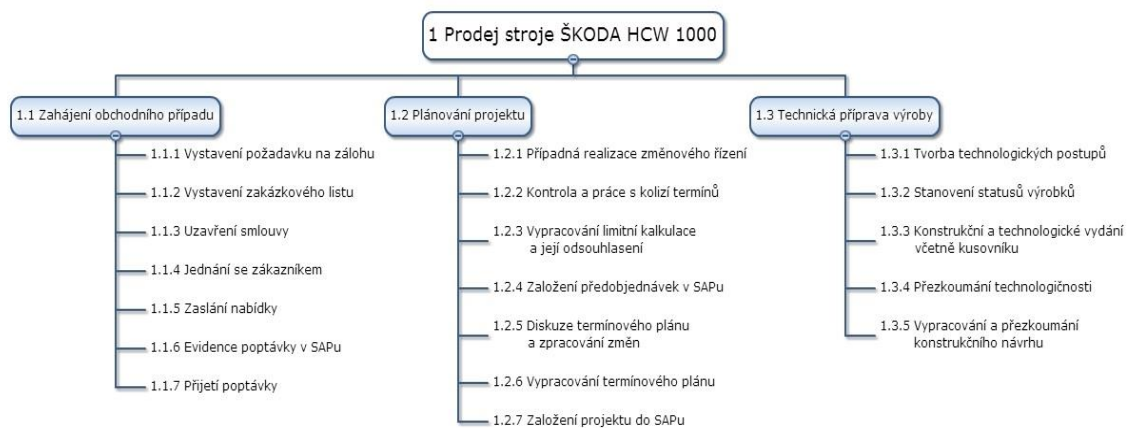 1 Prodej stroje ŠKODA HCW 1000
1.1 Zahájení obchodního případu
1.1.1 Vystavení požadavku na zálohu
1.1.2 Vystavení zakázkového listu
1.1.3 Uzavření smlouvy
1.1.4 Jednání se zákazníkem
1.1.5 Zaslání nabídky
1.1.6 Evidence poptávky v SAPu
1.1.7 Přijetí poptávky
1.2 Plánování projektu
1.2.1 Případná realizace změnového řízení
1.2.2 Kontrola a práce s kolizí termínů
1.2.3 Vypracování limitní kalkulace
a její odsouhlasení
1.2.4 Založení předobjednávek v SAPu
1.2.5 Diskuze termínového plánu
a zpracování změn
1.2.6 Vypracování termínového plánu
1.2.7 Založení projektu do SAPu
1.3 Technická příprava výroby
1.3.1 Tvorba technologických postupů
1.3.2 Stanovení statusů výrobků
1.3.3 Konstrukční a technologické vydání
včetně kusovníku
1.3.4 Přezkoumání technologičnosti
1.3.5 Vypracování a přezkoumání
konstrukčního návrhu